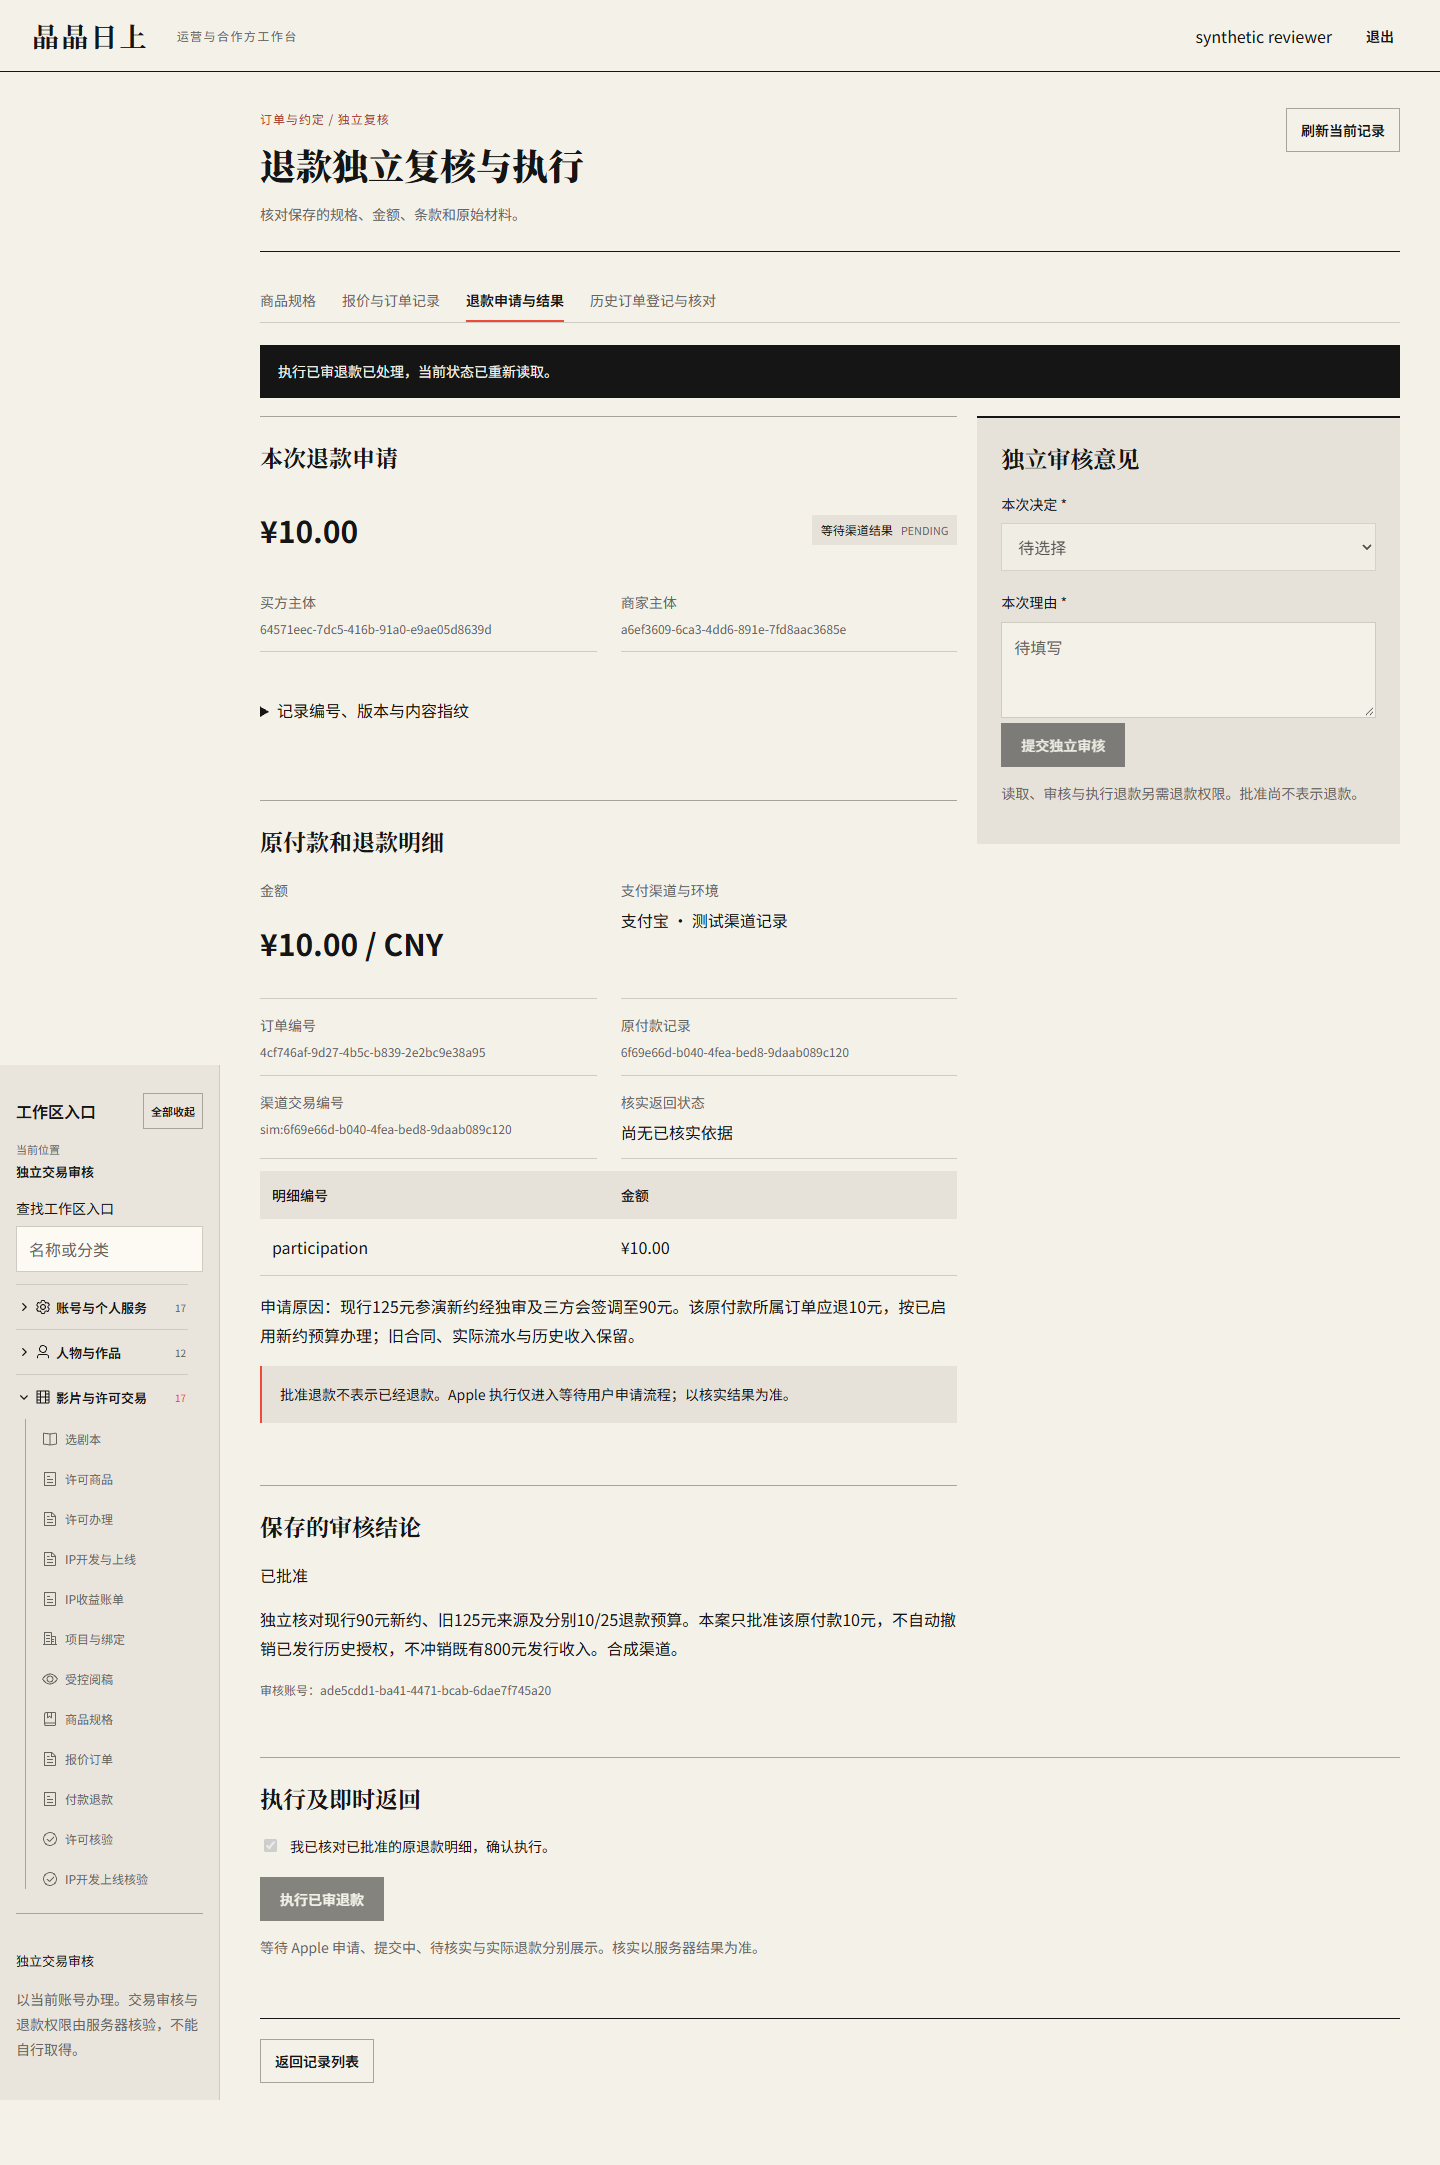 晶晶日上
运营与合作方工作台
synthetic reviewer
退出
订单与约定 / 独立复核
刷新当前记录
退款独立复核与执行
核对保存的规格、金额、条款和原始材料。
商品规格
报价与订单记录
退款申请与结果
历史订单登记与核对
执行已审退款已处理，当前状态已重新读取。
本次退款申请
¥10.00
等待渠道结果 PENDING
买方主体
64571eec-7dc5-416b-91a0-e9ae05d8639d
商家主体
a6ef3609-6ca3-4dd6-891e-7fd8aac3685e
记录编号、版本与内容指纹
独立审核意见
本次决定 *
待选择
本次理由 *
待填写
提交独立审核
读取、审核与执行退款另需退款权限。批准尚不表示退款。
原付款和退款明细
金额
¥10.00 / CNY
支付渠道与环境
支付宝 · 测试渠道记录
订单编号
4cf746af-9d27-4b5c-b839-2e2bc9e38a95
原付款记录
6f69e66d-b040-4fea-bed8-9daab089c120
渠道交易编号
sim:6f69e66d-b040-4fea-bed8-9daab089c120
核实返回状态
尚无已核实依据
明细编号
金额
participation
¥10.00
申请原因：现行125元参演新约经独审及三方会签调至90元。该原付款所属订单应退10元，按已启
用新约预算办理；旧合同、实际流水与历史收入保留。
批准退款不表示已经退款。Apple 执行仅进入等待用户申请流程；以核实结果为准。
保存的审核结论
已批准
独立核对现行90元新约、旧125元来源及分别10/25退款预算。本案只批准该原付款10元，不自动撤
销已发行历史授权，不冲销既有800元发行收入。合成渠道。
审核账号：ade5cdd1-ba41-4471-bcab-6dae7f745a20
执行及即时返回
我已核对已批准的原退款明细，确认执行。
执行已审退款
等待 Apple 申请、提交中、待核实与实际退款分别展示。核实以服务器结果为准。
返回记录列表
工作区入口
全部收起
当前位置
独立交易审核
查找工作区入口
名称或分类
账号与个人服务 17
人物与作品 12
影片与许可交易 17
选剧本
许可商品
许可办理
IP开发与上线
IP收益账单
项目与绑定
受控阅稿
商品规格
报价订单
付款退款
许可核验
IP开发上线核验
独立交易审核
以当前账号办理。交易审核与
退款权限由服务器核验，不能
自行取得。